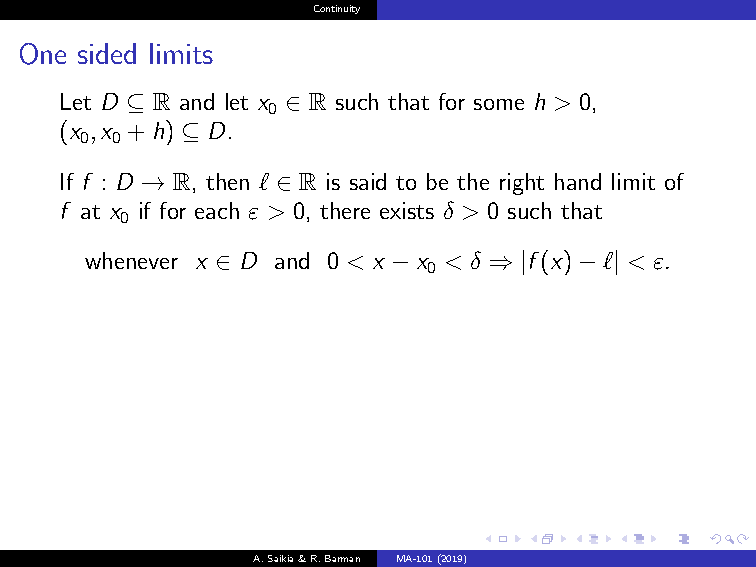 Continuity
One sided limits
Let D ⊆ ℝ and let x₀ ∈ ℝ such that for some h > 0,
(x₀, x₀ + h) ⊆ D.
If f : D → ℝ, then ℓ ∈ ℝ is said to be the right hand limit of
f at x₀ if for each ε > 0, there exists δ > 0 such that
whenever x ∈ D and 0 < x − x₀ < δ ⇒ |f(x) − ℓ| < ε.
A. Saikia & R. Barman MA-101 (2019)